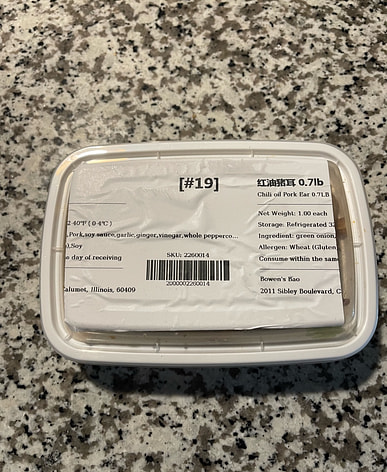 2-40°F ( 0-4°C )
,Pork,soy sauce,garlic,ginger,vinegar,whole pepperco...
),Soy
e day of receiving
alumet, Illinois, 60409
[#19]
SKU: 2260014
2000002260014
红油猪耳 0.7lb
Chili oil Pork Ear 0.7LB
Net Weight: 1.00 each
Storage: Refrigerated 32
Ingredient: green onion,
Allergen: Wheat (Gluten
Consume within the same
Bowen's Kao
2011 Sibley Boulevard, C